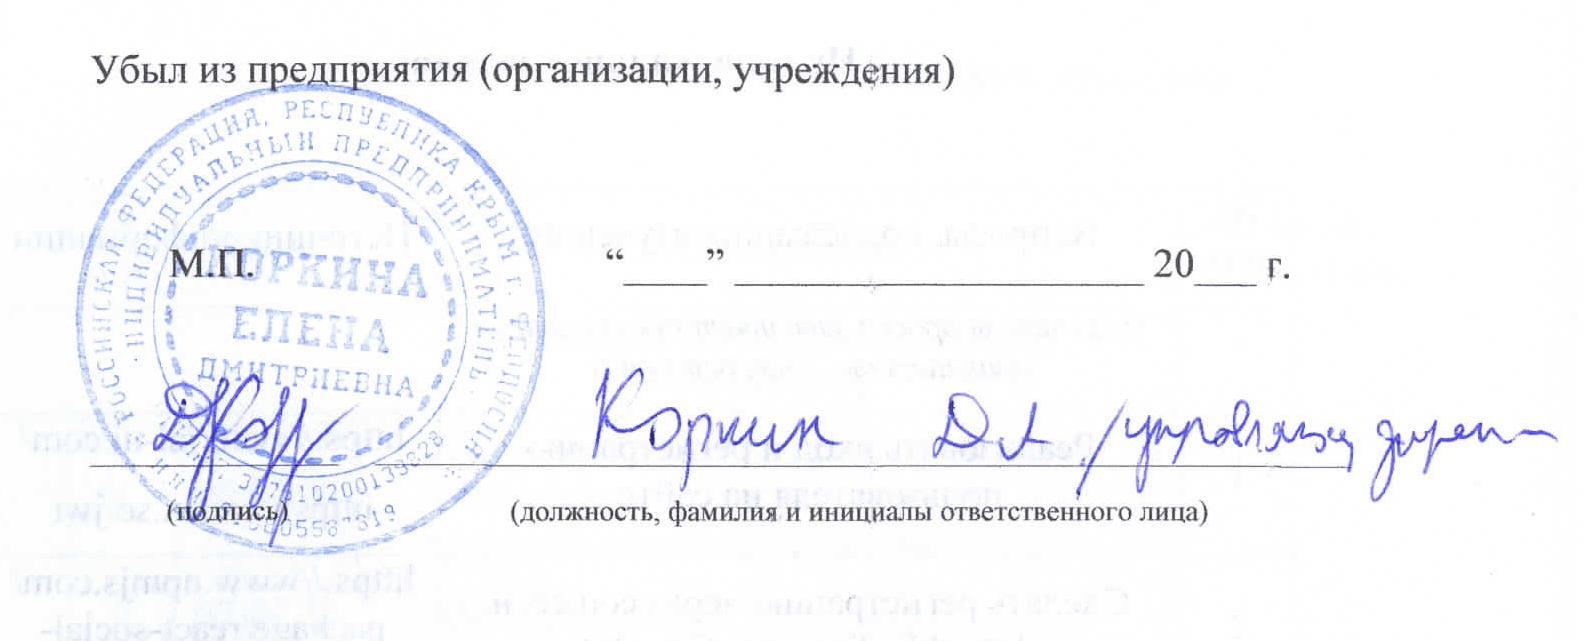 Убыл из предприятия (организации, учреждения)
РОССИЙСКАЯ ФЕДЕРАЦИЯ, РЕСПУБЛИКА КРЫМ Г. ФЕОДОСИЯ
ИНДИВИДУАЛЬНЫЙ ПРЕДПРИНИМАТЕЛЬ
М.П. “____” ____________________ 20___ г.
КОРКИНА
ЕЛЕНА
ДМИТРИЕВНА
Коркин Д.А. /управляющ дирек
(подпись) (должность, фамилия и инициалы ответственного лица)